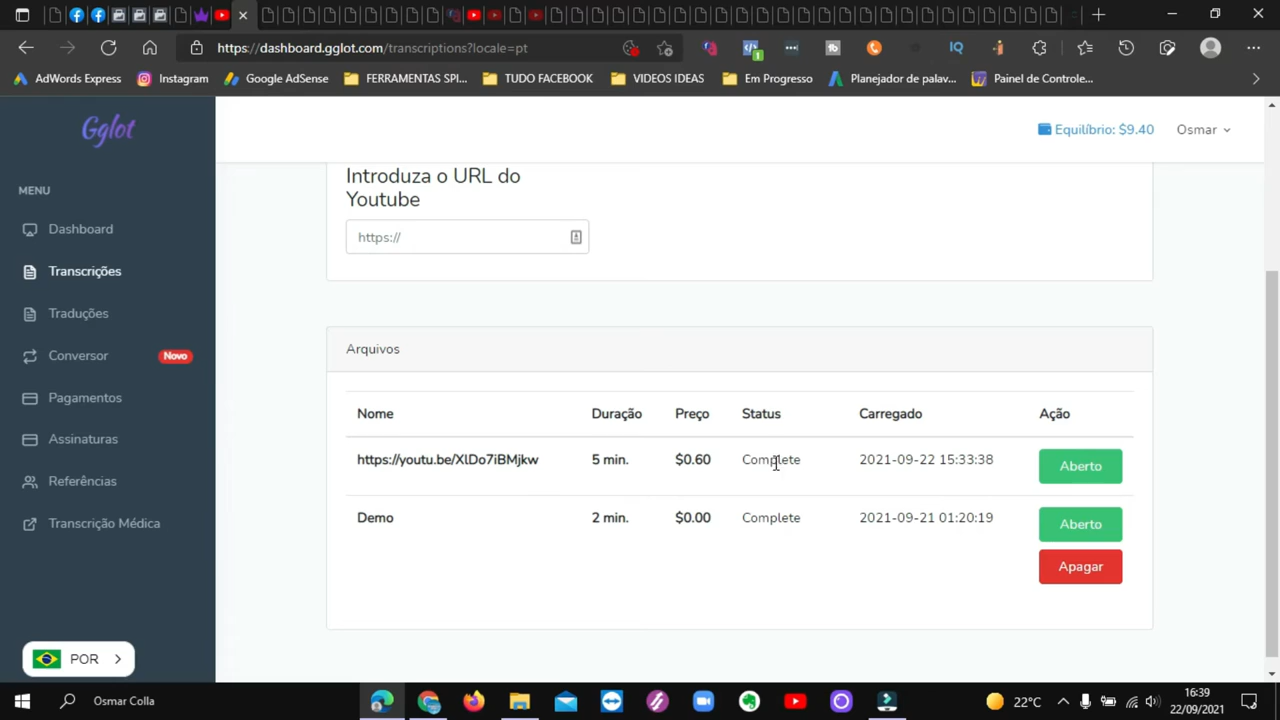 https://dashboard.gglot.com/transcriptions?locale=pt
1
IQ
AdWords Express
Instagram
Google AdSense
FERRAMENTAS SPI...
TUDO FACEBOOK
VIDEOS IDEAS
Em Progresso
Planejador de palav...
Painel de Controle...
Gglot
Equilíbrio: $9.40
Osmar
MENU
Dashboard
Transcrições
Traduções
Conversor
Novo
Pagamentos
Assinaturas
Referências
Transcrição Médica
POR
Introduza o URL do
Youtube
https://
Arquivos
Nome Duração Preço Status Carregado Ação
https://youtu.be/XlDo7iBMjkw 5 min. $0.60 Complete 2021-09-22 15:33:38 Aberto
Demo 2 min. $0.00 Complete 2021-09-21 01:20:19 Aberto
Apagar
Osmar Colla
22°C
16:39
22/09/2021